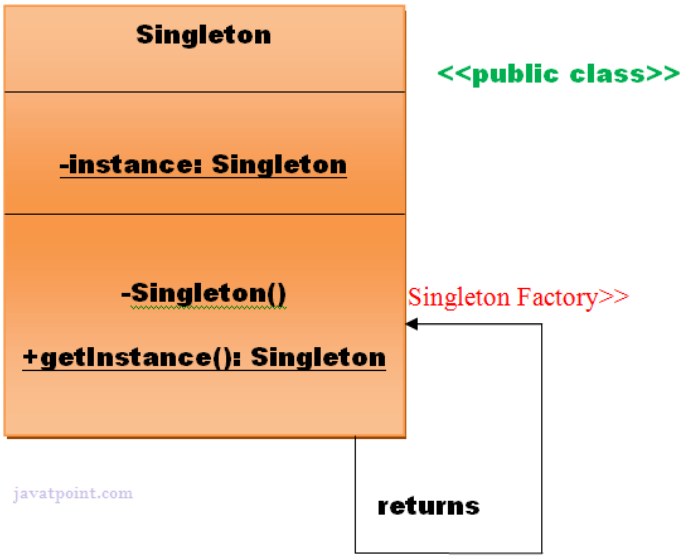 Singleton
<<public class>>
-instance: Singleton
-Singleton()
Singleton Factory>>
+getInstance(): Singleton
javatpoint.com
returns